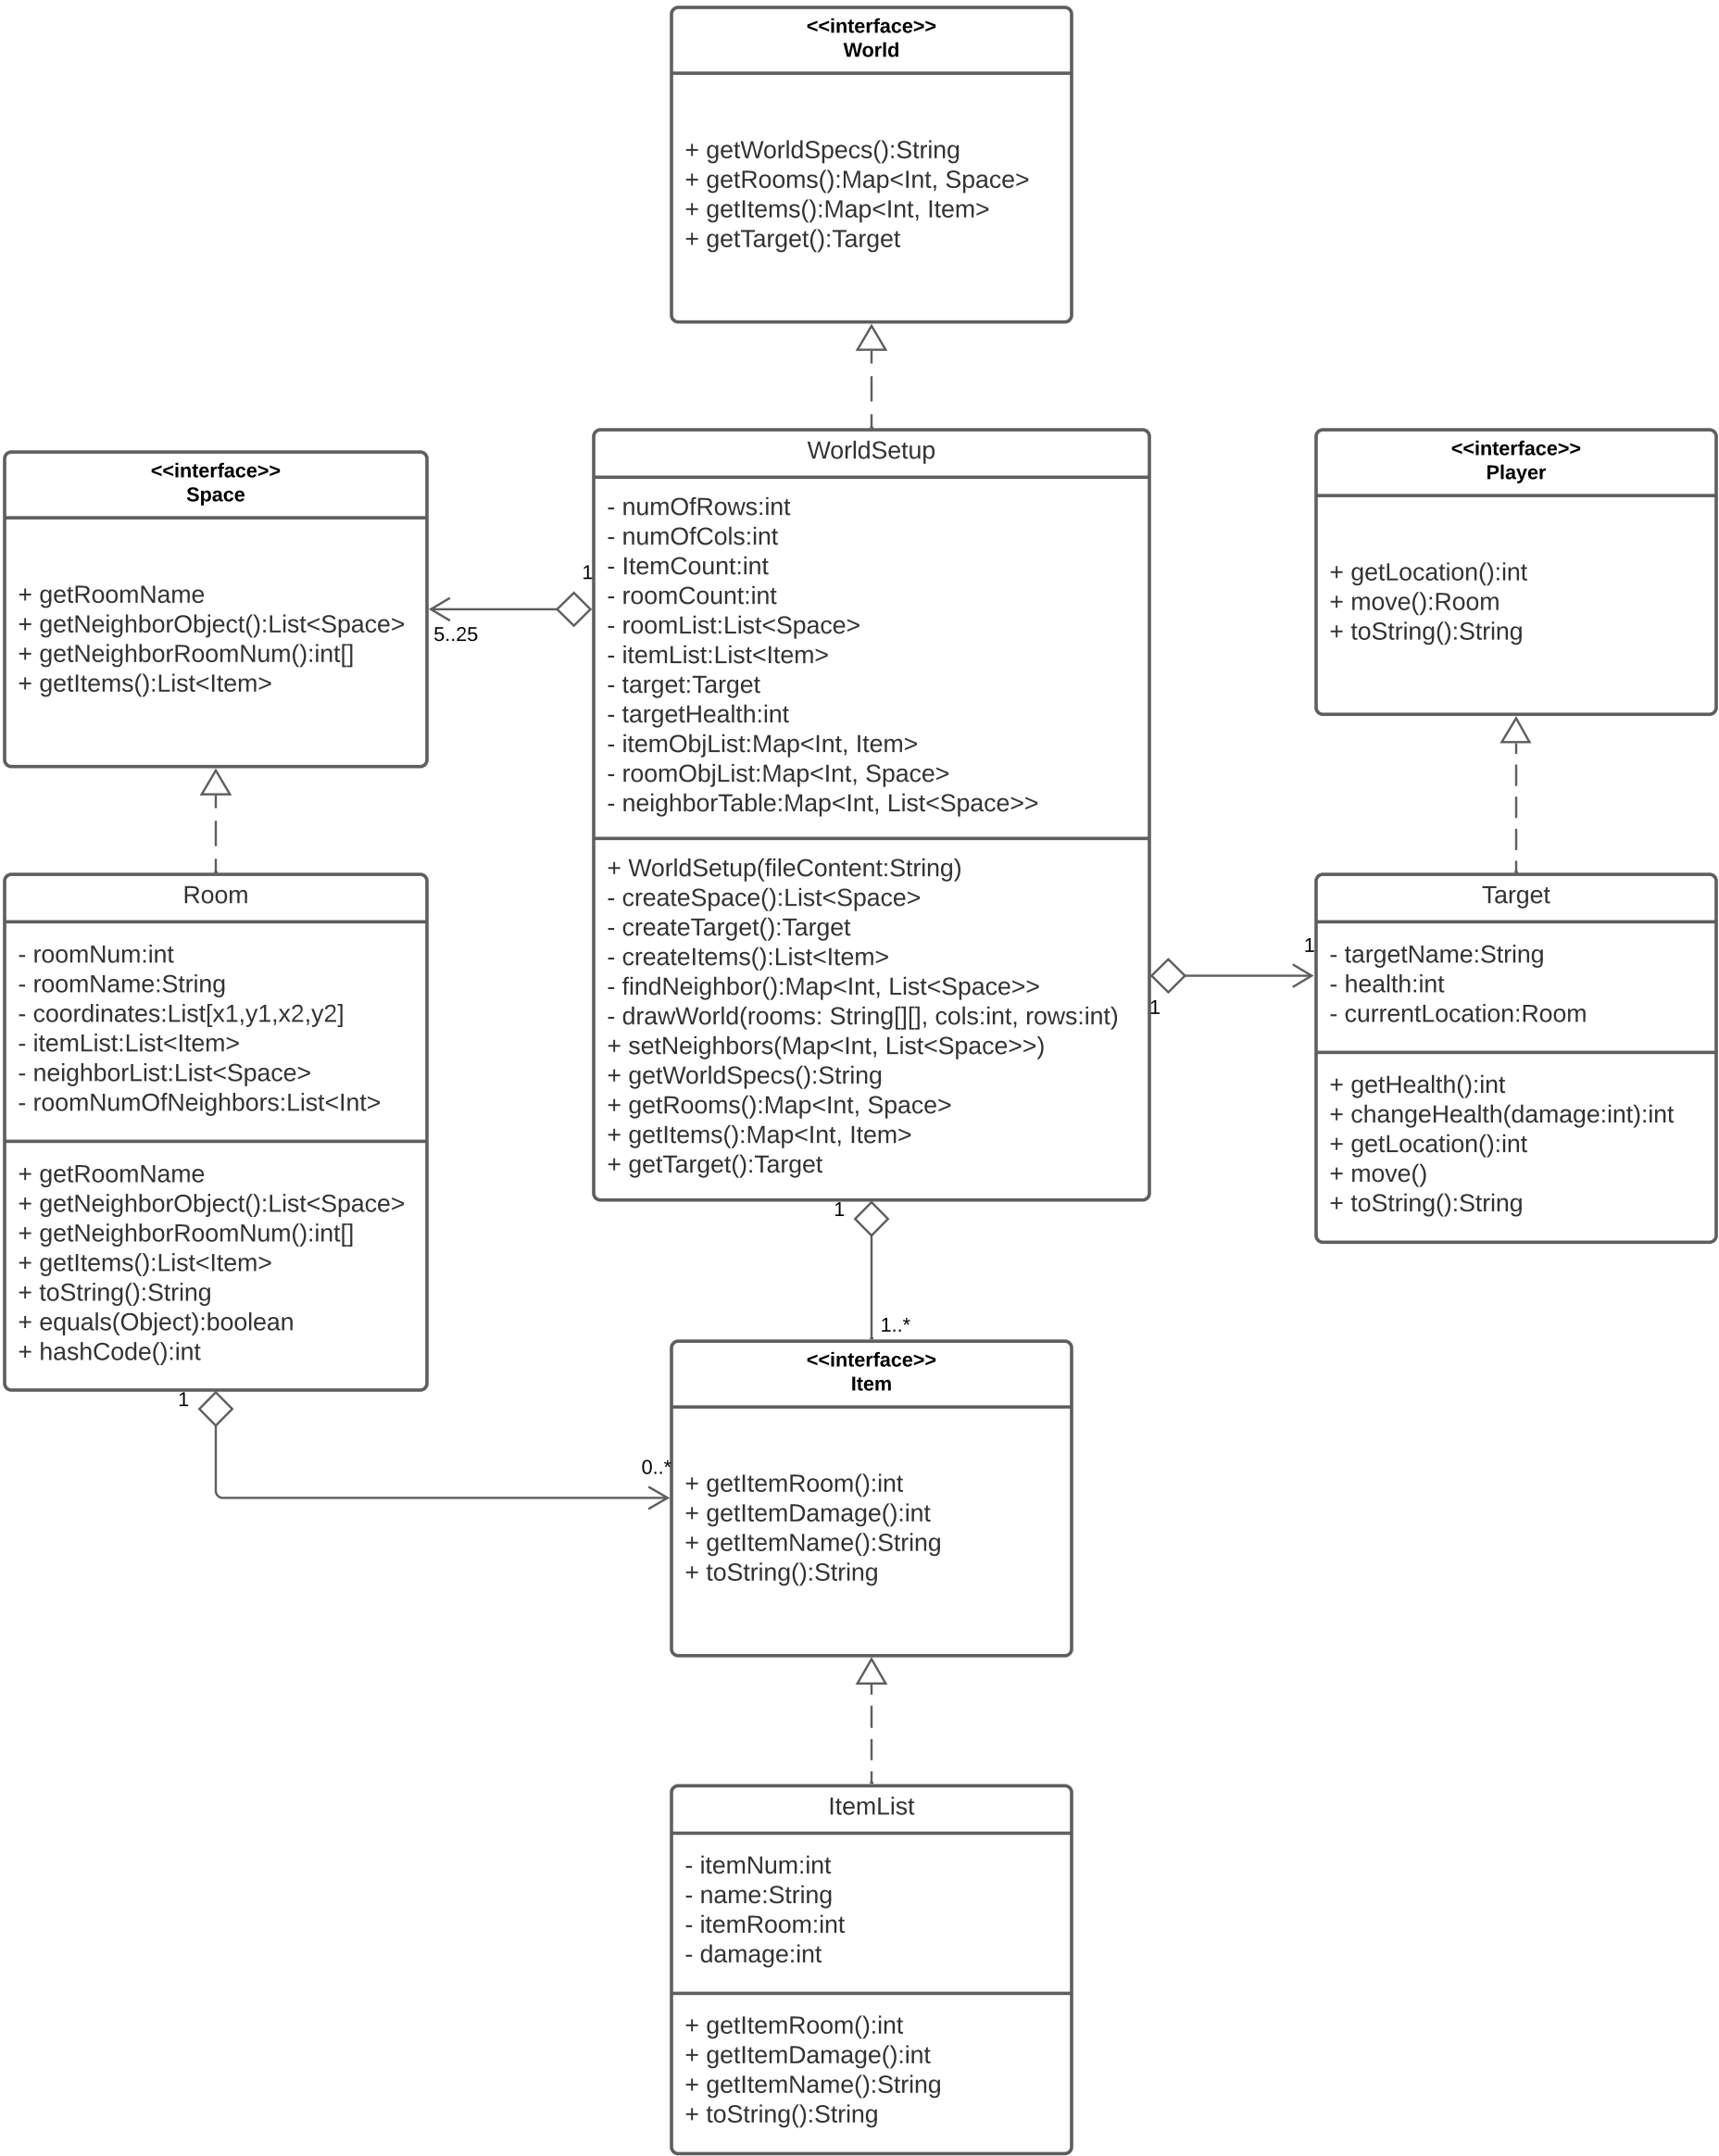 <<interface>>
World
+ getWorldSpecs():String
+ getRooms():Map<Int, Space>
+ getItems():Map<Int, Item>
+ getTarget():Target
<<interface>>
Space
+ getRoomName
+ getNeighborObject():List<Space>
+ getNeighborRoomNum():int[]
+ getItems():List<Item>
1
5..25
WorldSetup
- numOfRows:int
- numOfCols:int
- ItemCount:int
- roomCount:int
- roomList:List<Space>
- itemList:List<Item>
- target:Target
- targetHealth:int
- itemObjList:Map<Int, Item>
- roomObjList:Map<Int, Space>
- neighborTable:Map<Int, List<Space>>
+ WorldSetup(fileContent:String)
- createSpace():List<Space>
- createTarget():Target
- createItems():List<Item>
- findNeighbor():Map<Int, List<Space>>
- drawWorld(rooms: String[][], cols:int, rows:int)
+ setNeighbors(Map<Int, List<Space>>)
+ getWorldSpecs():String
+ getRooms():Map<Int, Space>
+ getItems():Map<Int, Item>
+ getTarget():Target
<<interface>>
Player
+ getLocation():int
+ move():Room
+ toString():String
Room
- roomNum:int
- roomName:String
- coordinates:List[x1,y1,x2,y2]
- itemList:List<Item>
- neighborList:List<Space>
- roomNumOfNeighbors:List<Int>
+ getRoomName
+ getNeighborObject():List<Space>
+ getNeighborRoomNum():int[]
+ getItems():List<Item>
+ toString():String
+ equals(Object):boolean
+ hashCode():int
1
1
Target
- targetName:String
- health:int
- currentLocation:Room
+ getHealth():int
+ changeHealth(damage:int):int
+ getLocation():int
+ move()
+ toString():String
1
1..*
1
0..*
<<interface>>
Item
+ getItemRoom():int
+ getItemDamage():int
+ getItemName():String
+ toString():String
ItemList
- itemNum:int
- name:String
- itemRoom:int
- damage:int
+ getItemRoom():int
+ getItemDamage():int
+ getItemName():String
+ toString():String